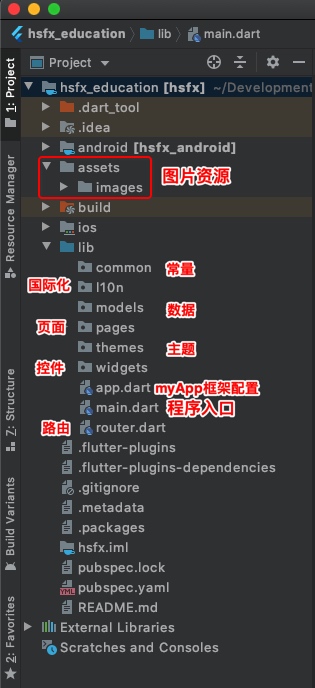 hsfx_education lib main.dart
Project
hsfx_education [hsfx] ~/Development
.dart_tool
.idea
android [hsfx_android]
assets
图片资源
images
build
ios
lib
common 常量
国际化 l10n
models 数据
页面 pages
themes 主题
控件 widgets
app.dart myApp框架配置
main.dart 程序入口
路由 router.dart
.flutter-plugins
.flutter-plugins-dependencies
.gitignore
.metadata
.packages
hsfx.iml
pubspec.lock
pubspec.yaml
README.md
External Libraries
Scratches and Consoles
1: Project
Resource Manager
Z: Structure
Build Variants
2: Favorites